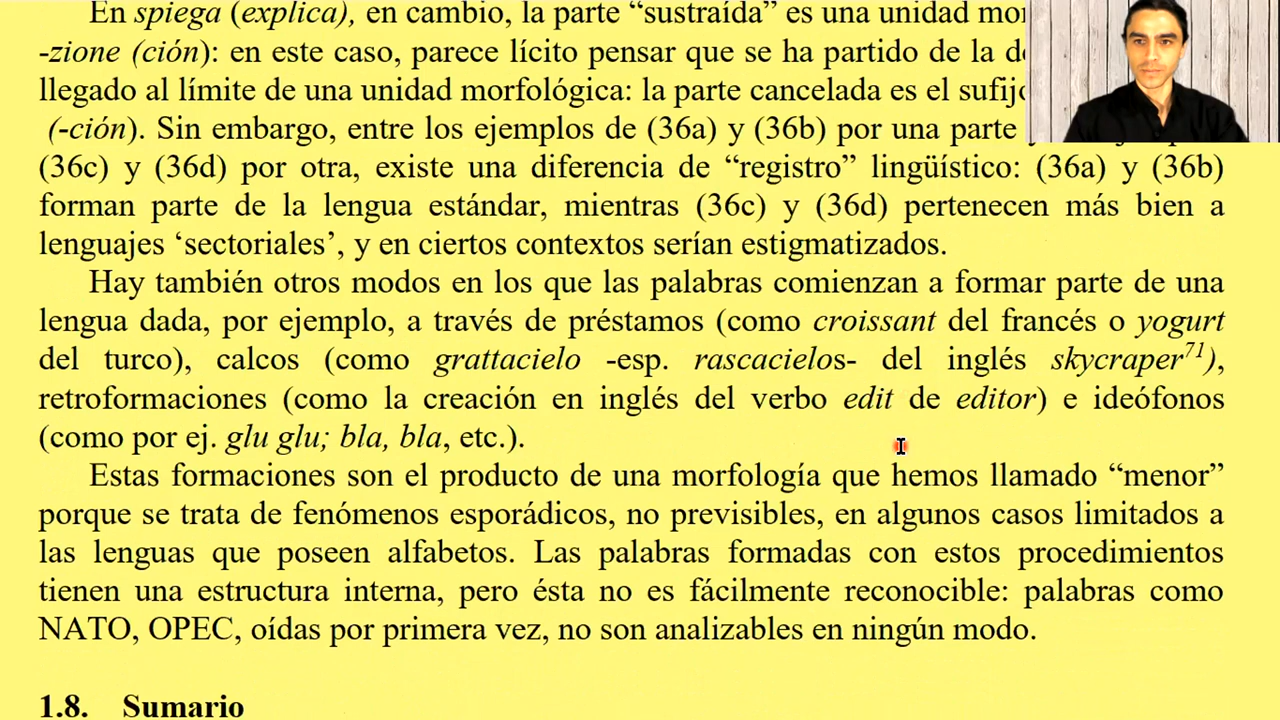 En spiega (explica), en cambio, la parte “sustraída” es una unidad
-zione (ción): en este caso, parece lícito pensar que se ha partido de la
llegado al límite de una unidad morfológica: la parte cancelada es el
(-ción). Sin embargo, entre los ejemplos de (36a) y (36b) por una parte
(36c) y (36d) por otra, existe una diferencia de “registro” lingüístico: (36a) y (36b)
forman parte de la lengua estándar, mientras (36c) y (36d) pertenecen más bien a
lenguajes ‘sectoriales’, y en ciertos contextos serían estigmatizados.
Hay también otros modos en los que las palabras comienzan a formar parte de una
lengua dada, por ejemplo, a través de préstamos (como croissant del francés o yogurt
del turco), calcos (como grattacielo -esp. rascacielos- del inglés skycraper71),
retroformaciones (como la creación en inglés del verbo edit de editor) e ideófonos
(como por ej. glu glu; bla, bla, etc.).
Estas formaciones son el producto de una morfología que hemos llamado “menor”
porque se trata de fenómenos esporádicos, no previsibles, en algunos casos limitados a
las lenguas que poseen alfabetos. Las palabras formadas con estos procedimientos
tienen una estructura interna, pero ésta no es fácilmente reconocible: palabras como
NATO, OPEC, oídas por primera vez, no son analizables en ningún modo.
1.8. Sumario